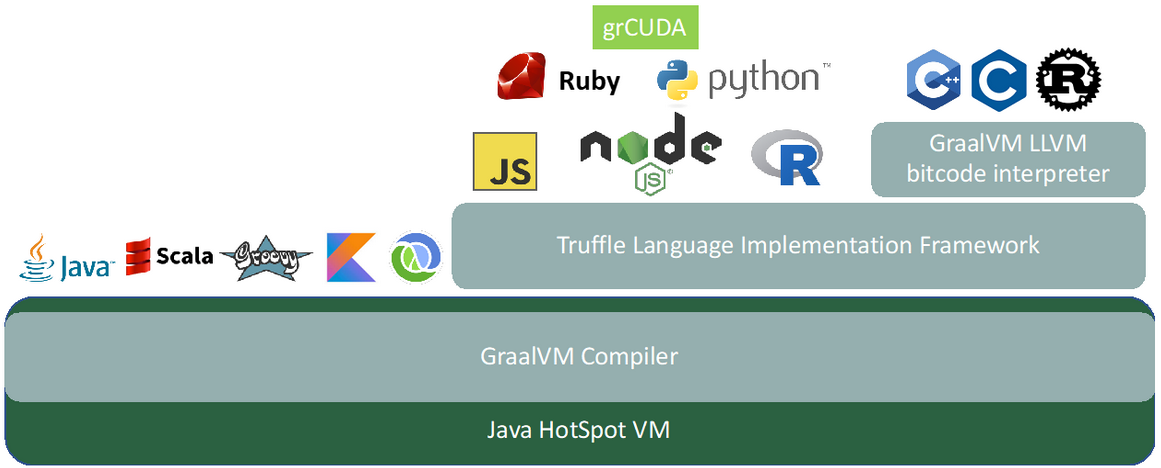 grCUDA
Ruby
python™
C++
C
R
JS
node
JS®
R
GraalVM LLVM
bitcode interpreter
Java™
Scala
Groovy
Truffle Language Implementation Framework
GraalVM Compiler
Java HotSpot VM